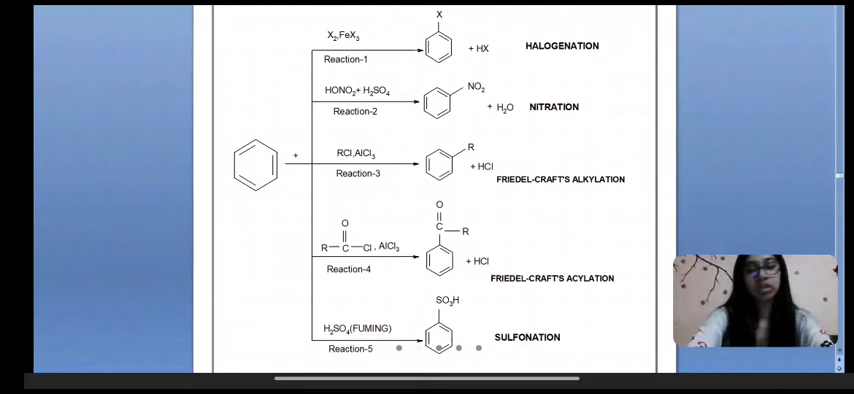 X
X₂,FeX₃
Reaction-1
+ HX
HALOGENATION
HONO₂+ H₂SO₄
Reaction-2
NO₂
+ H₂O
NITRATION
+
RCl,AlCl₃
Reaction-3
R
+ HCl
FRIEDEL-CRAFT'S ALKYLATION
O
R—C—Cl , AlCl₃
Reaction-4
O
C—R
+ HCl
FRIEDEL-CRAFT'S ACYLATION
H₂SO₄(FUMING)
Reaction-5
SO₃H
SULFONATION